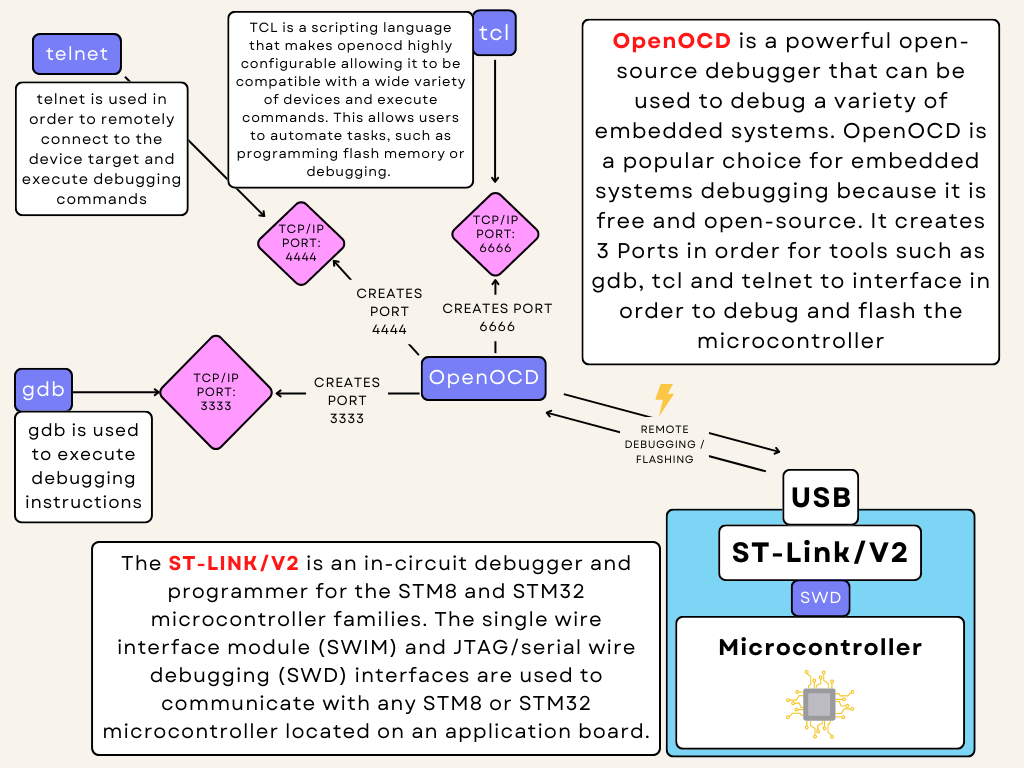 telnet
telnet is used in
order to remotely
connect to the
device target and
execute debugging
commands
TCL is a scripting language
that makes openocd highly
configurable allowing it to be
compatible with a wide variety
of devices and execute
commands. This allows users
to automate tasks, such as
programming flash memory or
debugging.
tcl
OpenOCD is a powerful open-
source debugger that can be
used to debug a variety of
embedded systems. OpenOCD is
a popular choice for embedded
systems debugging because it is
free and open-source. It creates
3 Ports in order for tools such as
gdb, tcl and telnet to interface in
order to debug and flash the
microcontroller
TCP/IP
PORT:
4444
TCP/IP
PORT:
6666
CREATES
PORT
4444
CREATES PORT
6666
OpenOCD
gdb
TCP/IP
PORT:
3333
CREATES
PORT
3333
gdb is used
to execute
debugging
instructions
REMOTE
DEBUGGING /
FLASHING
USB
ST-Link/V2
SWD
Microcontroller
The ST-LINK/V2 is an in-circuit debugger and
programmer for the STM8 and STM32
microcontroller families. The single wire
interface module (SWIM) and JTAG/serial wire
debugging (SWD) interfaces are used to
communicate with any STM8 or STM32
microcontroller located on an application board.